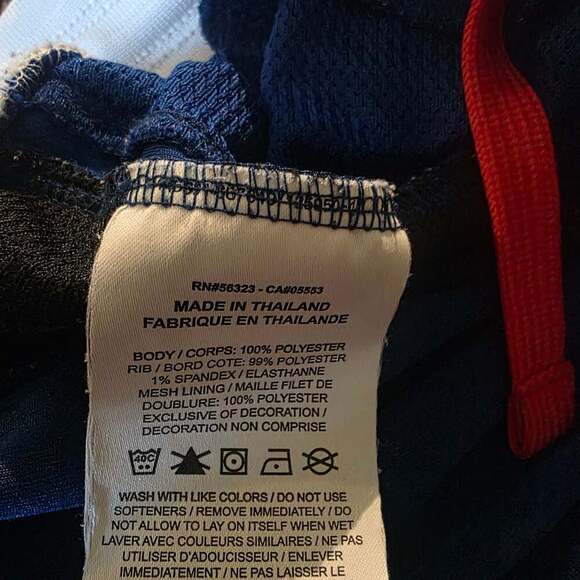 RN#56323 - CA#05553
MADE IN THAILAND
FABRIQUE EN THAILANDE
BODY / CORPS: 100% POLYESTER
RIB / BORD COTE: 99% POLYESTER
1% SPANDEX / ELASTHANNE
MESH LINING / MAILLE FILET DE
DOUBLURE: 100% POLYESTER
EXCLUSIVE OF DECORATION /
DECORATION NON COMPRISE
40C
WASH WITH LIKE COLORS / DO NOT USE
SOFTENERS / REMOVE IMMEDIATELY / DO
NOT ALLOW TO LAY ON ITSELF WHEN WET
LAVER AVEC COULEURS SIMILAIRES / NE PAS
UTILISER D'ADOUCISSEUR / ENLEVER
IMMEDIATEMENT / NE PAS LAISSER LE